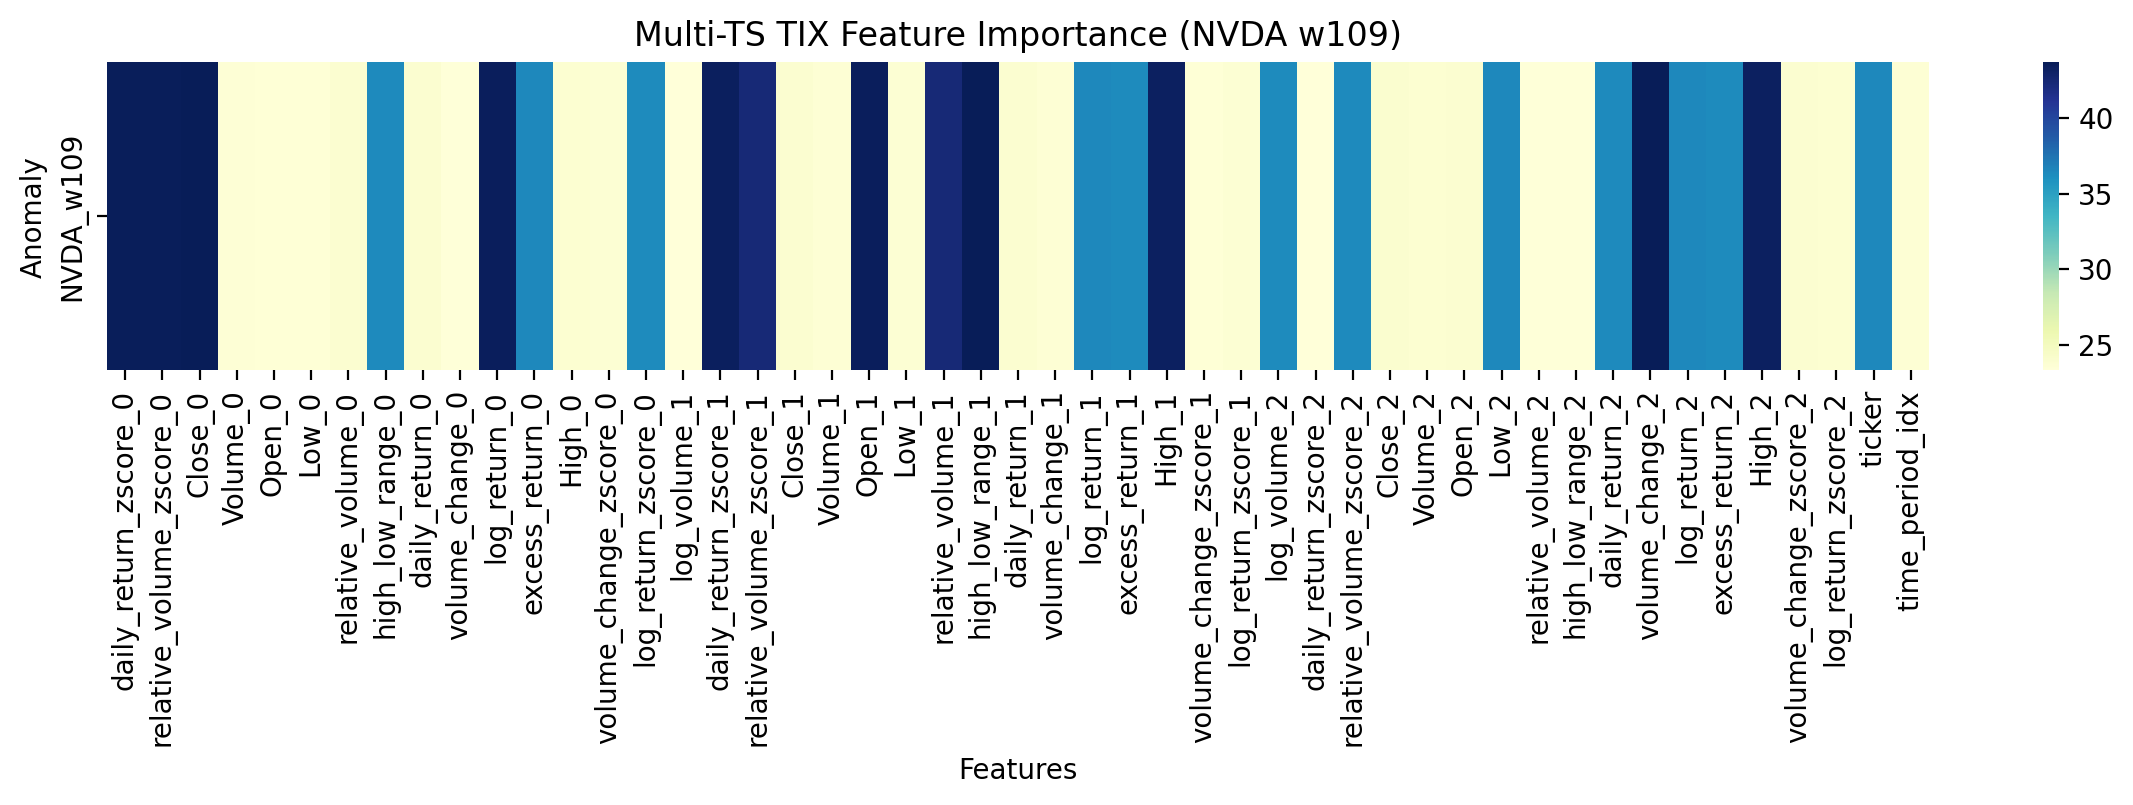 Multi-TS TIX Feature Importance (NVDA w109)
Anomaly
NVDA_w109
40
35
30
25
daily_return_zscore_0
relative_volume_zscore_0
Close_0
Volume_0
Open_0
Low_0
relative_volume_0
high_low_range_0
daily_return_0
volume_change_0
log_return_0
excess_return_0
High_0
volume_change_zscore_0
log_return_zscore_0
log_volume_1
daily_return_zscore_1
relative_volume_zscore_1
Close_1
Volume_1
Open_1
Low_1
relative_volume_1
high_low_range_1
daily_return_1
volume_change_1
log_return_1
excess_return_1
High_1
volume_change_zscore_1
log_return_zscore_1
log_volume_2
daily_return_zscore_2
relative_volume_zscore_2
Close_2
Volume_2
Open_2
Low_2
relative_volume_2
high_low_range_2
daily_return_2
volume_change_2
log_return_2
excess_return_2
High_2
volume_change_zscore_2
log_return_zscore_2
ticker
time_period_idx
Features